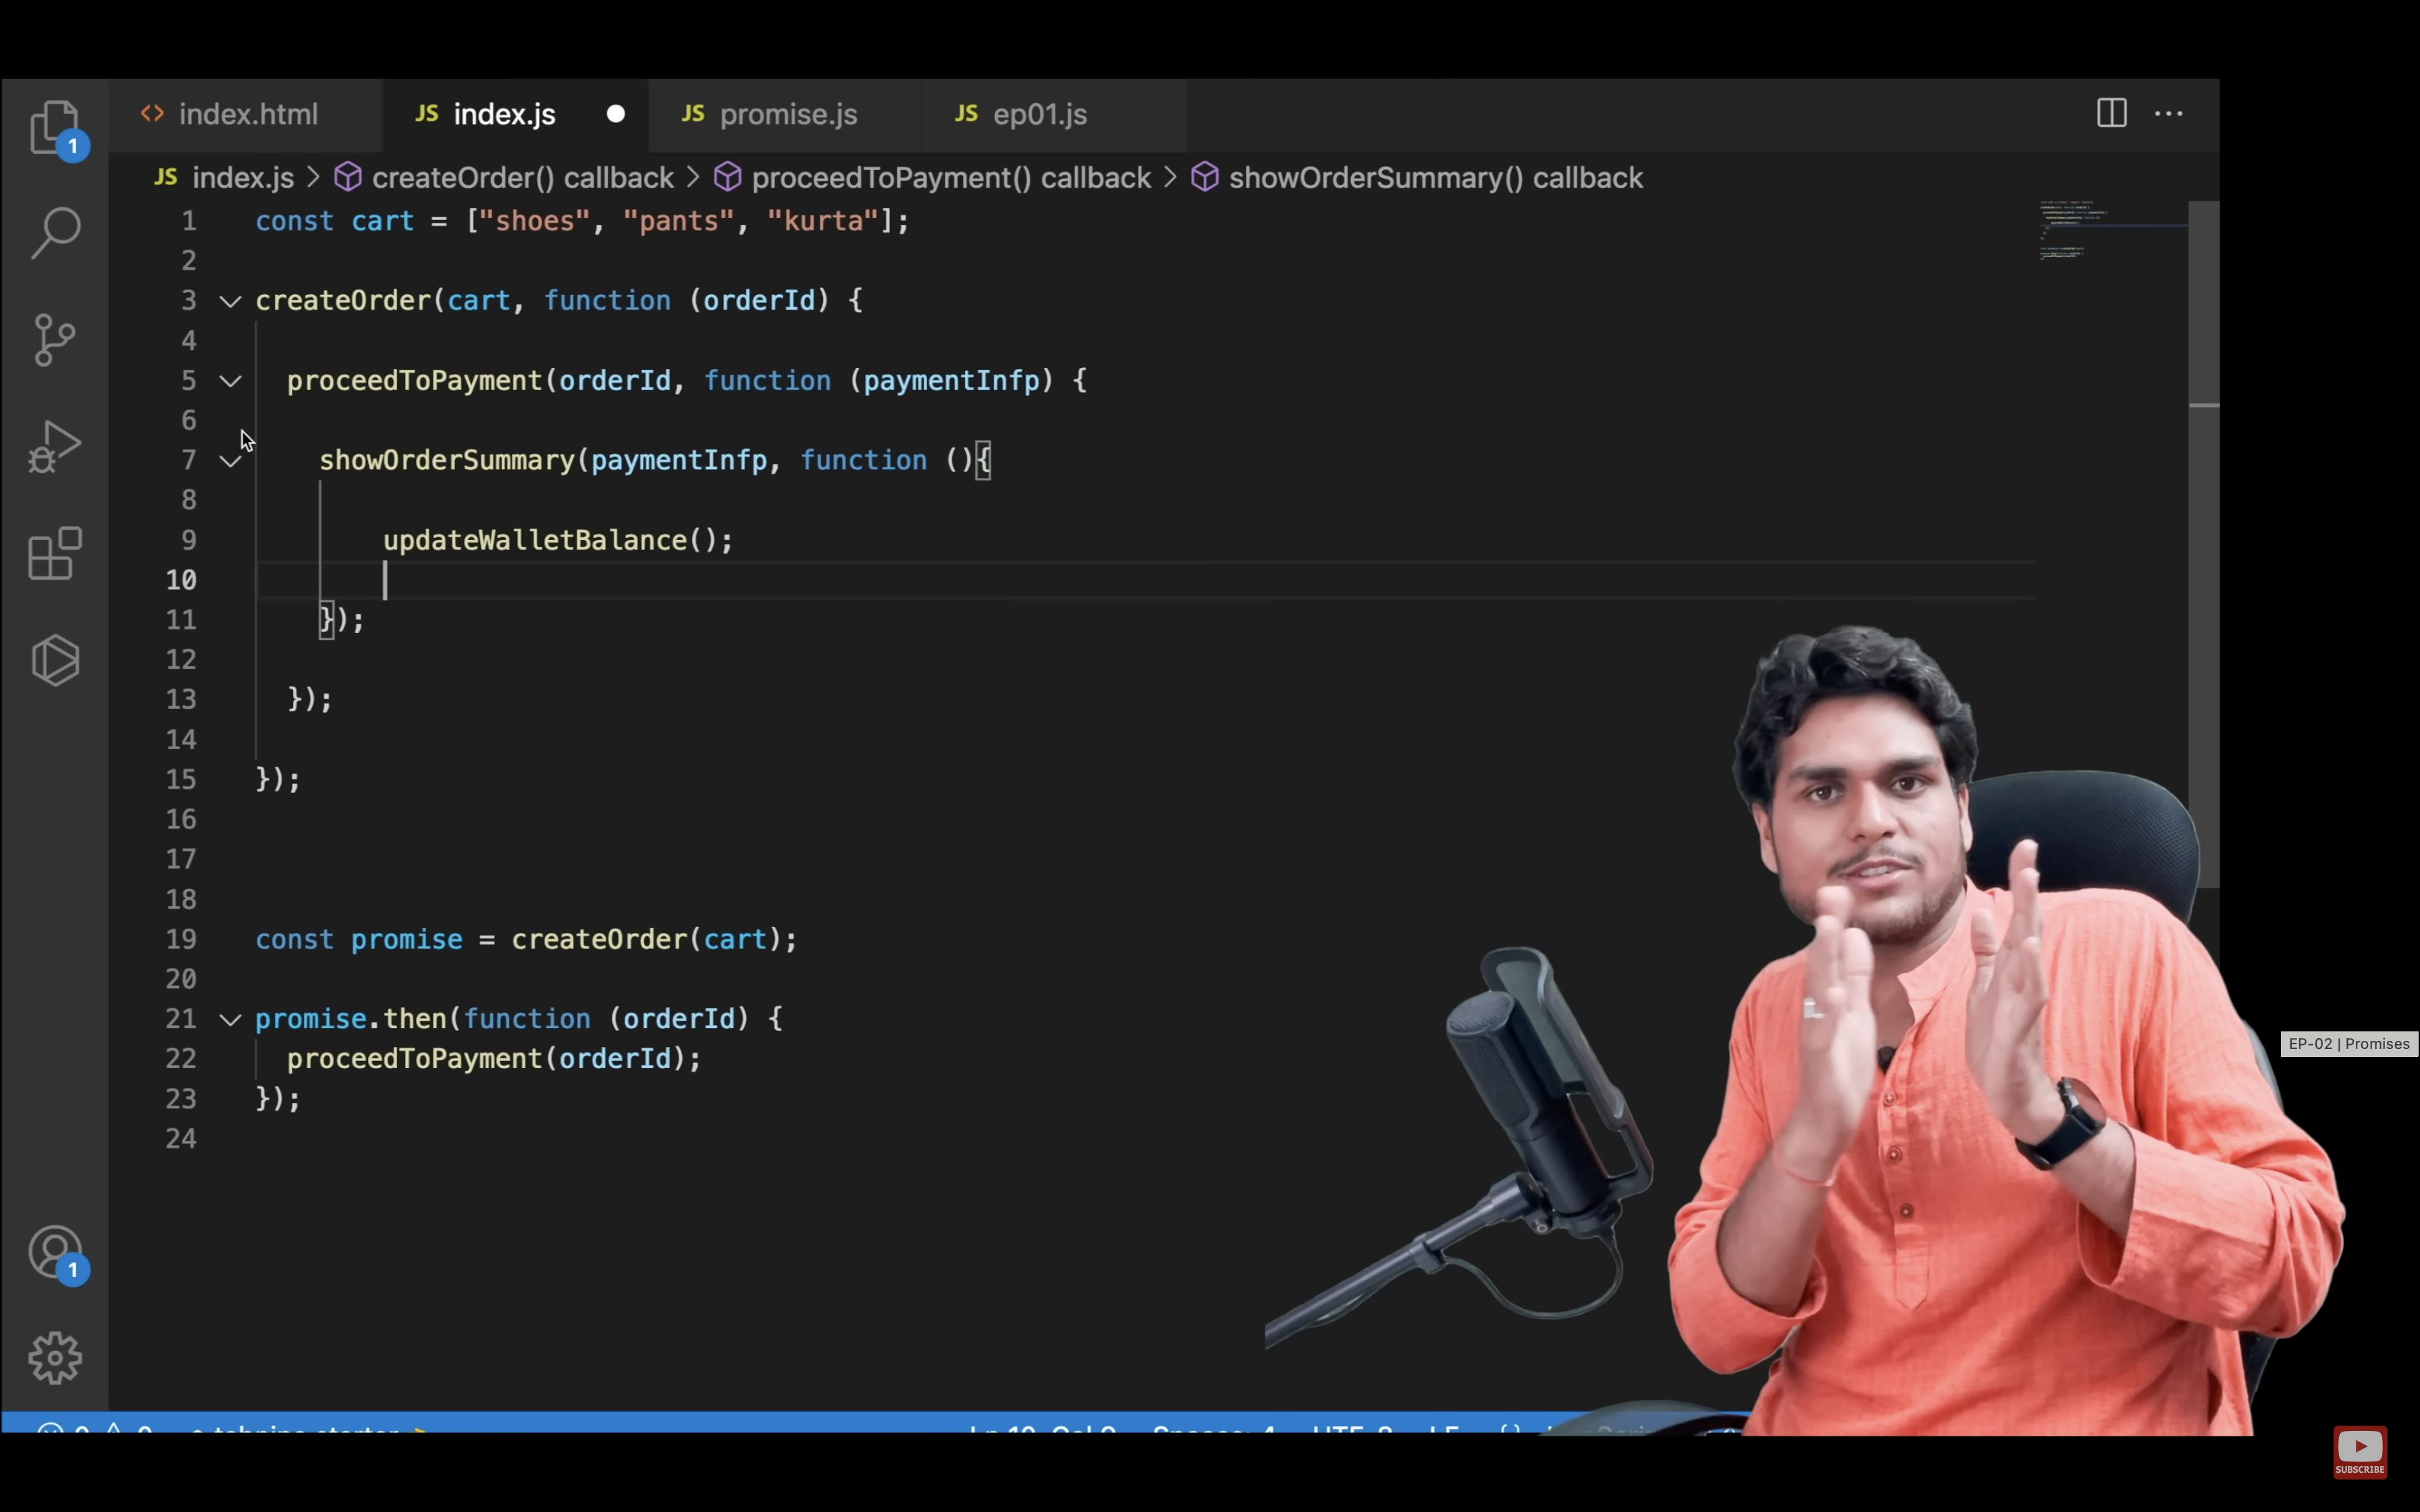 index.html
JS index.js
JS promise.js
JS ep01.js
1
JS index.js > createOrder() callback > proceedToPayment() callback > showOrderSummary() callback
1 const cart = ["shoes", "pants", "kurta"];
2
3 createOrder(cart, function (orderId) {
4
5 proceedToPayment(orderId, function (paymentInfp) {
6
7 showOrderSummary(paymentInfp, function (){
8
9 updateWalletBalance();
10
11 });
12
13 });
14
15 });
16
17
18
19 const promise = createOrder(cart);
20
21 promise.then(function (orderId) {
22 proceedToPayment(orderId);
23 });
24
1
EP-02 | Promises
SUBSCRIBE